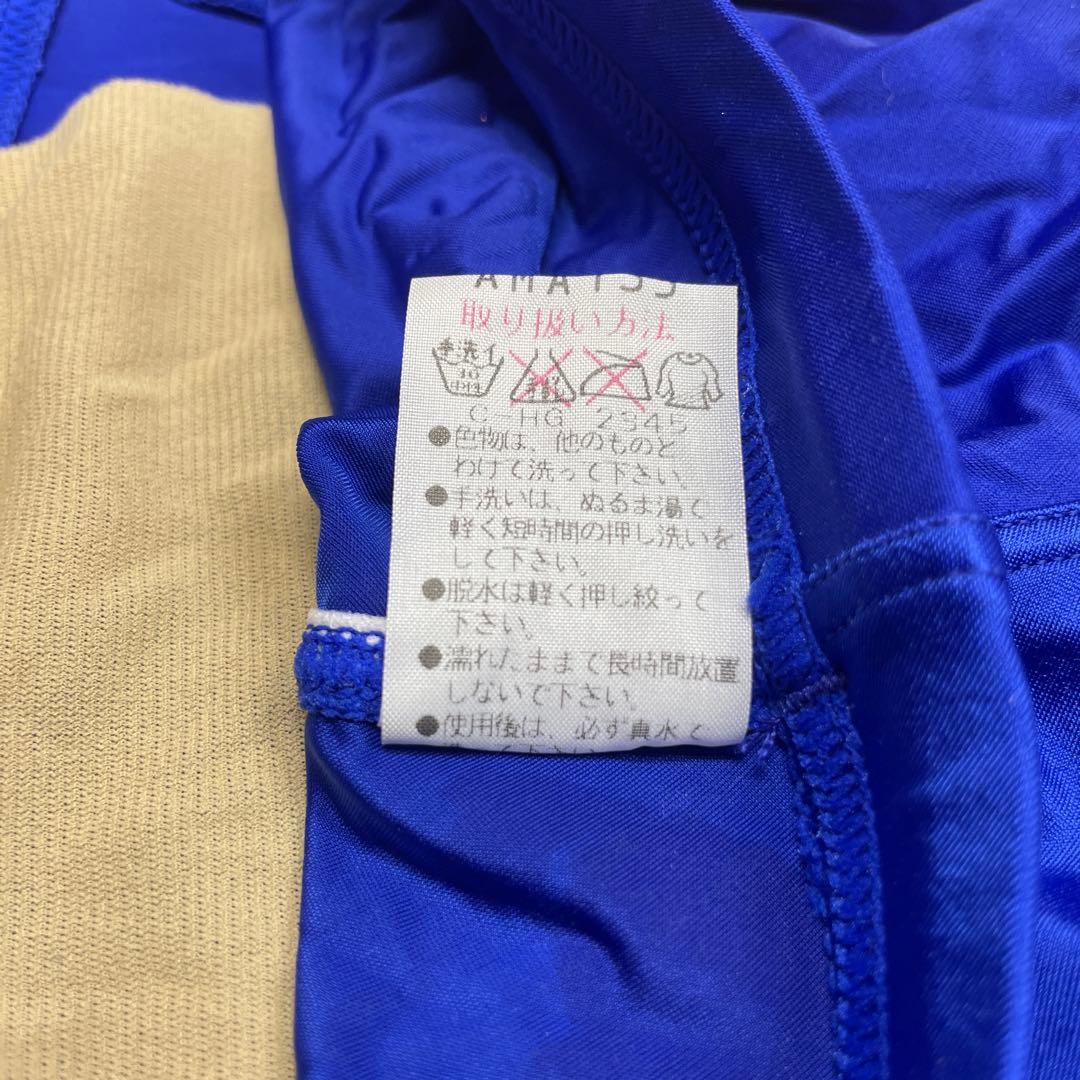 取り扱い方法
手洗イ
C-HG 2345
●色物は、他のものと
わけて洗って下さい。
●手洗いは、ぬるま湯で
軽く短時間の押し洗いを
して下さい。
●脱水は軽く押し絞って
下さい。
●濡れたままで長時間放置
しないで下さい。
●使用後は、必ず真水で